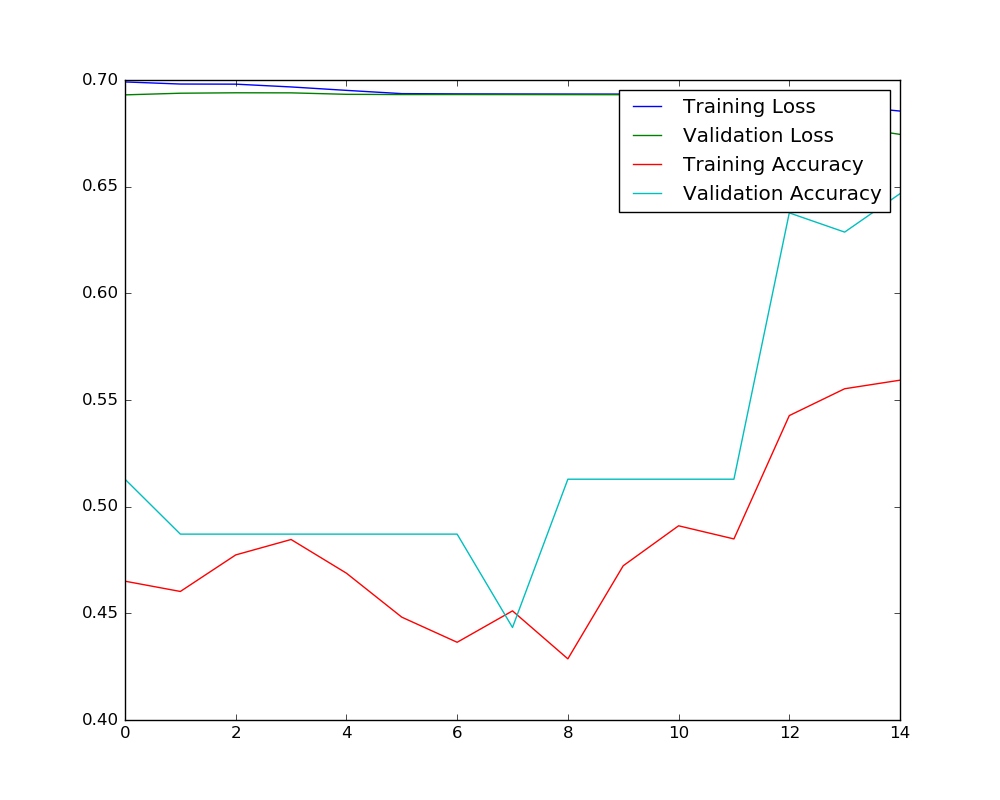 0.70
Training Loss
Validation Loss
Training Accuracy
Validation Accuracy
0.65
0.60
0.55
0.50
0.45
0.40
0 2 4 6 8 10 12 14